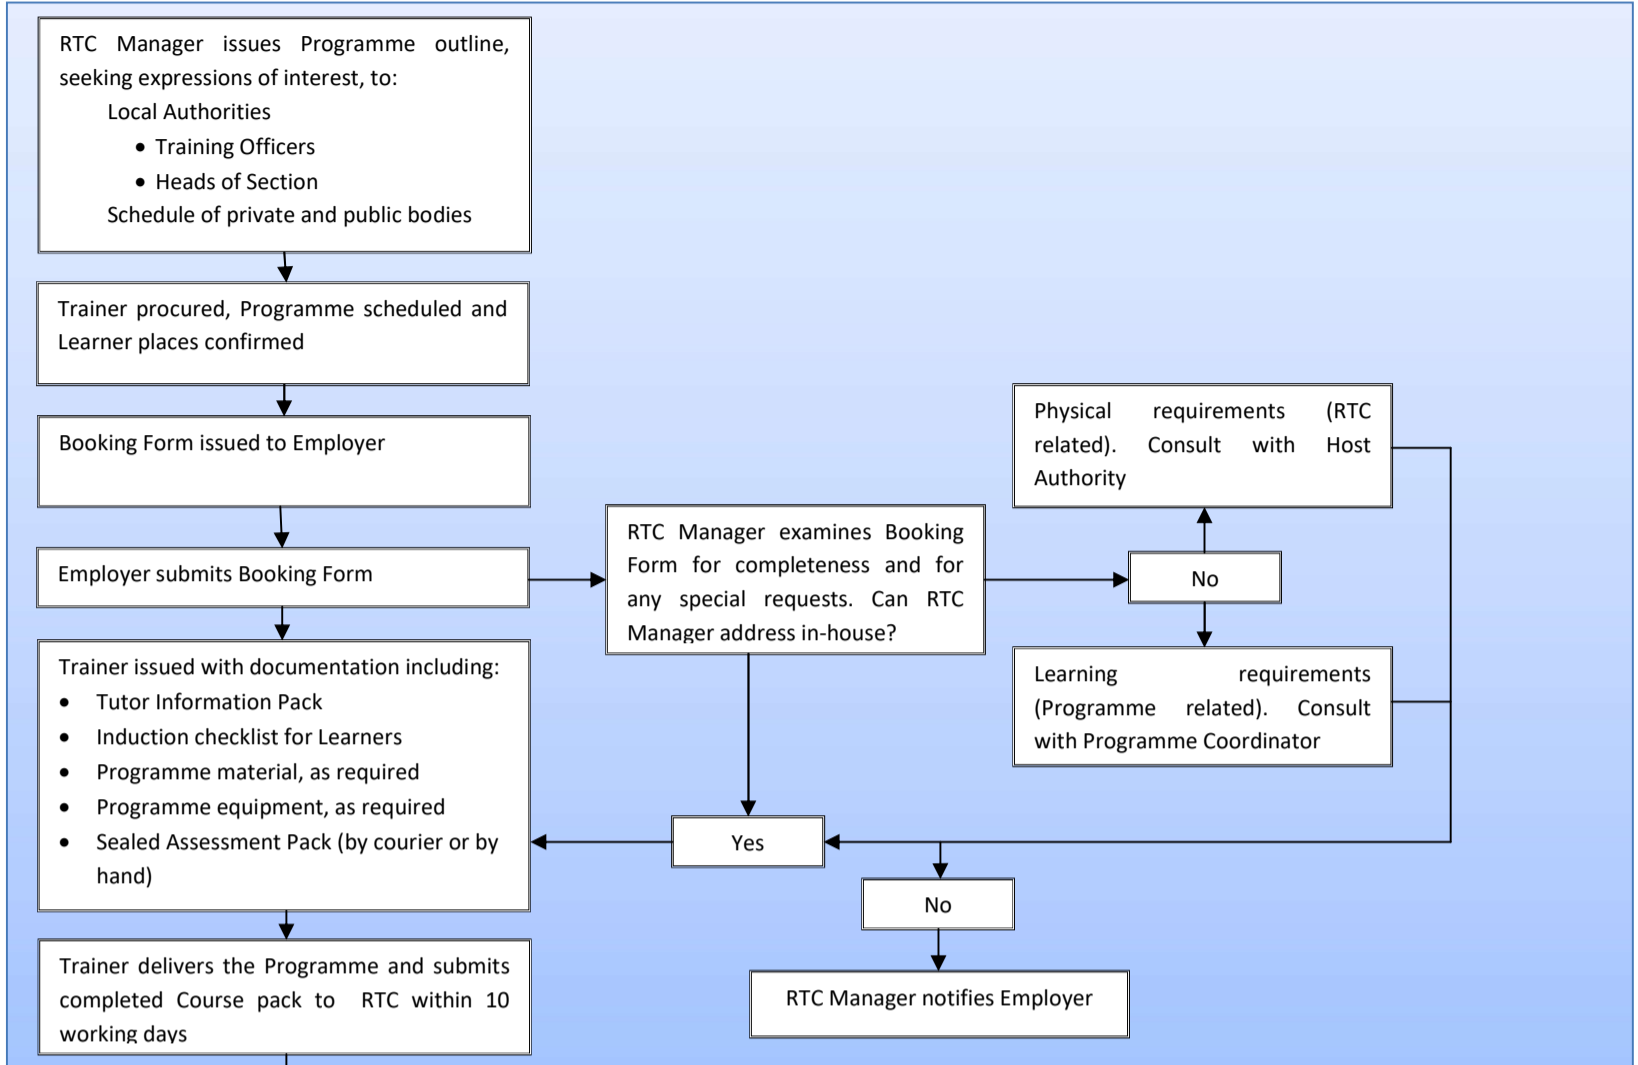 RTC Manager issues Programme outline,
seeking expressions of interest, to:
Local Authorities
• Training Officers
• Heads of Section
Schedule of private and public bodies
Trainer procured, Programme scheduled and
Learner places confirmed
Booking Form issued to Employer
Employer submits Booking Form
RTC Manager examines Booking
Form for completeness and for
any special requests. Can RTC
Manager address in-house?
Physical requirements (RTC
related). Consult with Host
Authority
No
Learning requirements
(Programme related). Consult
with Programme Coordinator
Trainer issued with documentation including:
• Tutor Information Pack
• Induction checklist for Learners
• Programme material, as required
• Programme equipment, as required
• Sealed Assessment Pack (by courier or by
hand)
Yes
No
RTC Manager notifies Employer
Trainer delivers the Programme and submits
completed Course pack to RTC within 10
working days